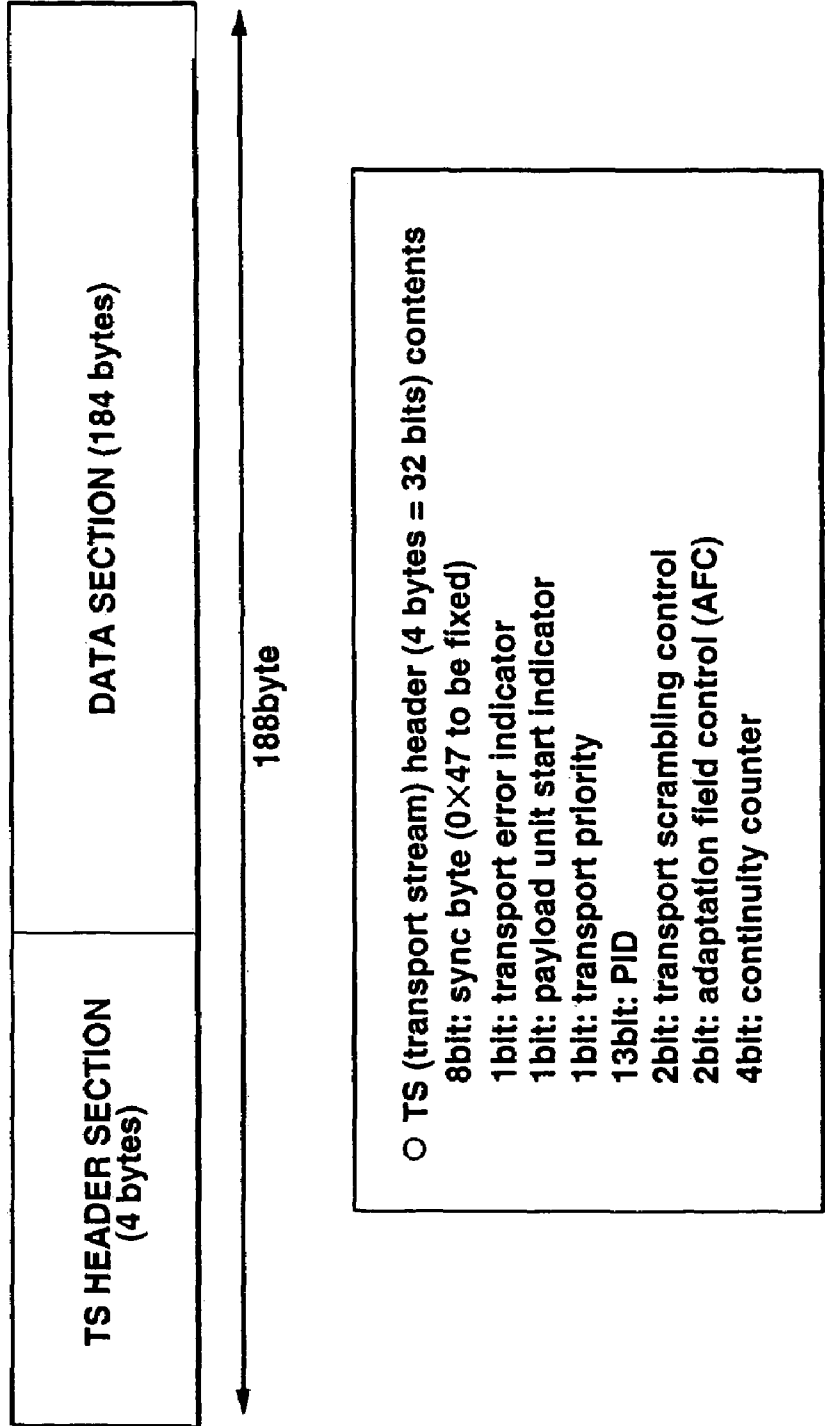 TS HEADER SECTION
(4 bytes)
DATA SECTION (184 bytes)
188byte
○ TS (transport stream) header (4 bytes = 32 bits) contents
8bit: sync byte (0×47 to be fixed)
1bit: transport error indicator
1bit: payload unit start indicator
1bit: transport priority
13bit: PID
2bit: transport scrambling control
2bit: adaptation field control (AFC)
4bit: continuity counter